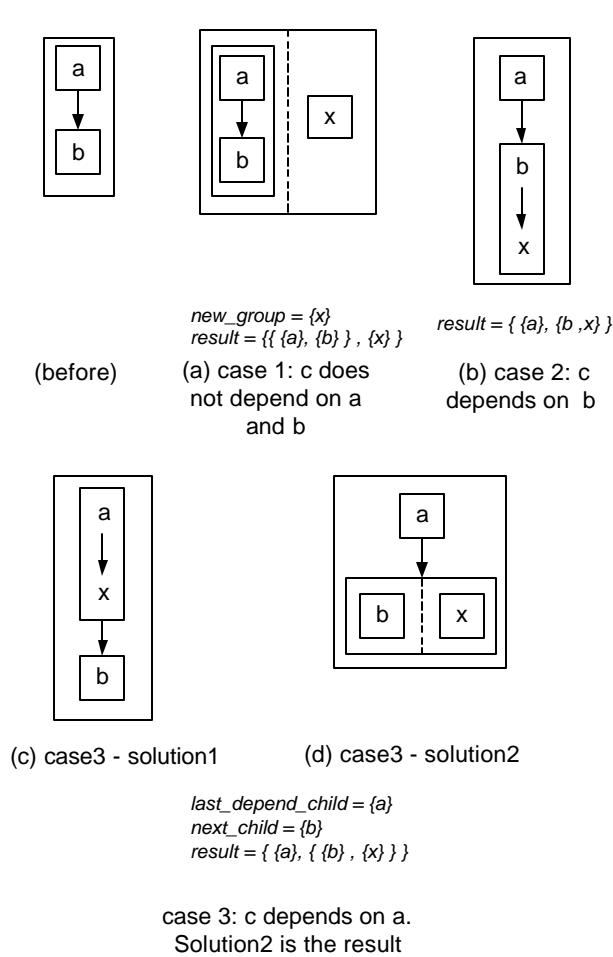 a
b
a
b
x
a
b
x
new_group = {x}
result = {{ {a}, {b} } , {x} }
result = { {a}, {b ,x} }
(before)
(a) case 1: c does
not depend on a
and b
(b) case 2: c
depends on b
a
x
b
a
b
x
(c) case3 - solution1
(d) case3 - solution2
last_depend_child = {a}
next_child = {b}
result = { {a}, { {b} , {x} } }
case 3: c depends on a.
Solution2 is the result